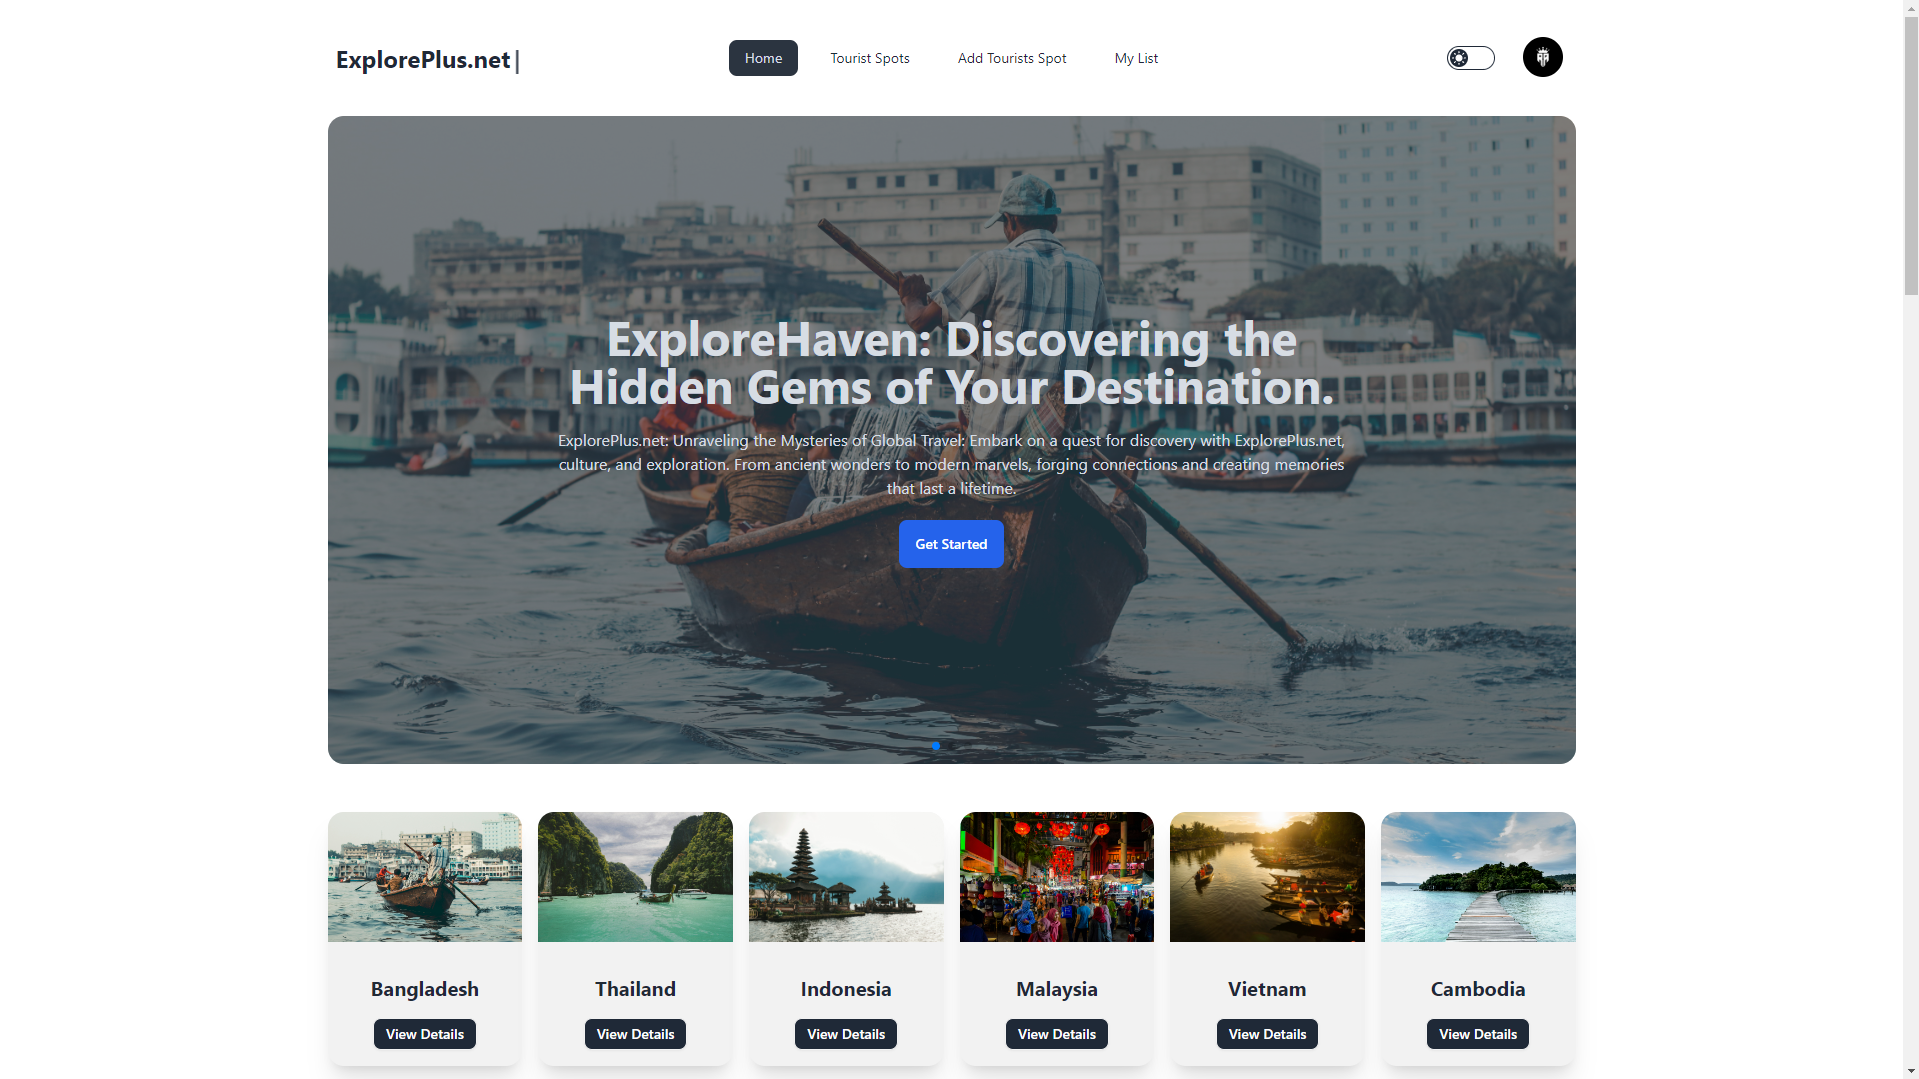 ExplorePlus.net|
Home
Tourist Spots
Add Tourists Spot
My List
ExploreHaven: Discovering the
Hidden Gems of Your Destination.
ExplorePlus.net: Unraveling the Mysteries of Global Travel: Embark on a quest for discovery with ExplorePlus.net,
culture, and exploration. From ancient wonders to modern marvels, forging connections and creating memories
that last a lifetime.
Get Started
Bangladesh
View Details
Thailand
View Details
Indonesia
View Details
Malaysia
View Details
Vietnam
View Details
Cambodia
View Details